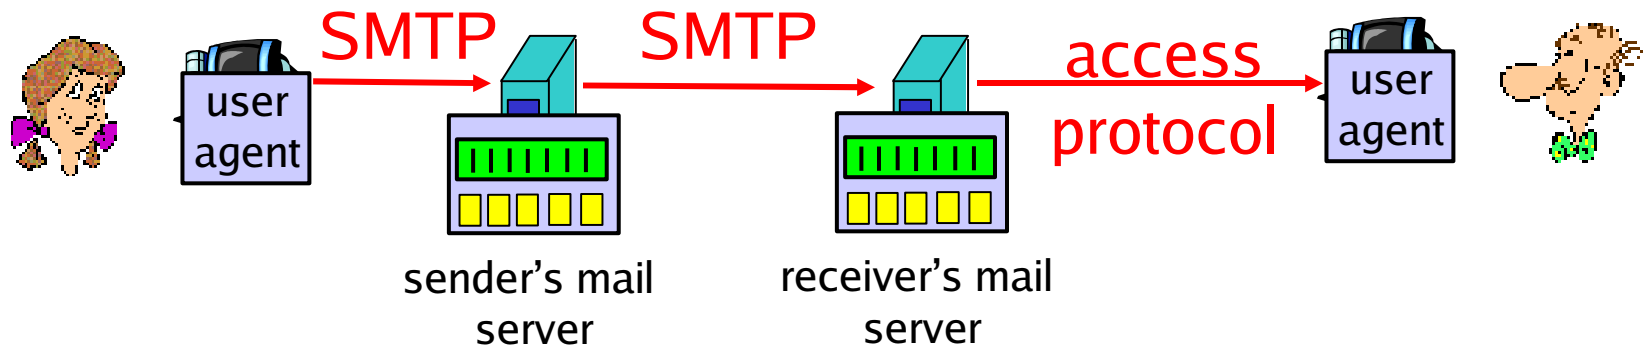 SMTP
SMTP
access
protocol
user
agent
user
agent
sender's mail
server
receiver's mail
server